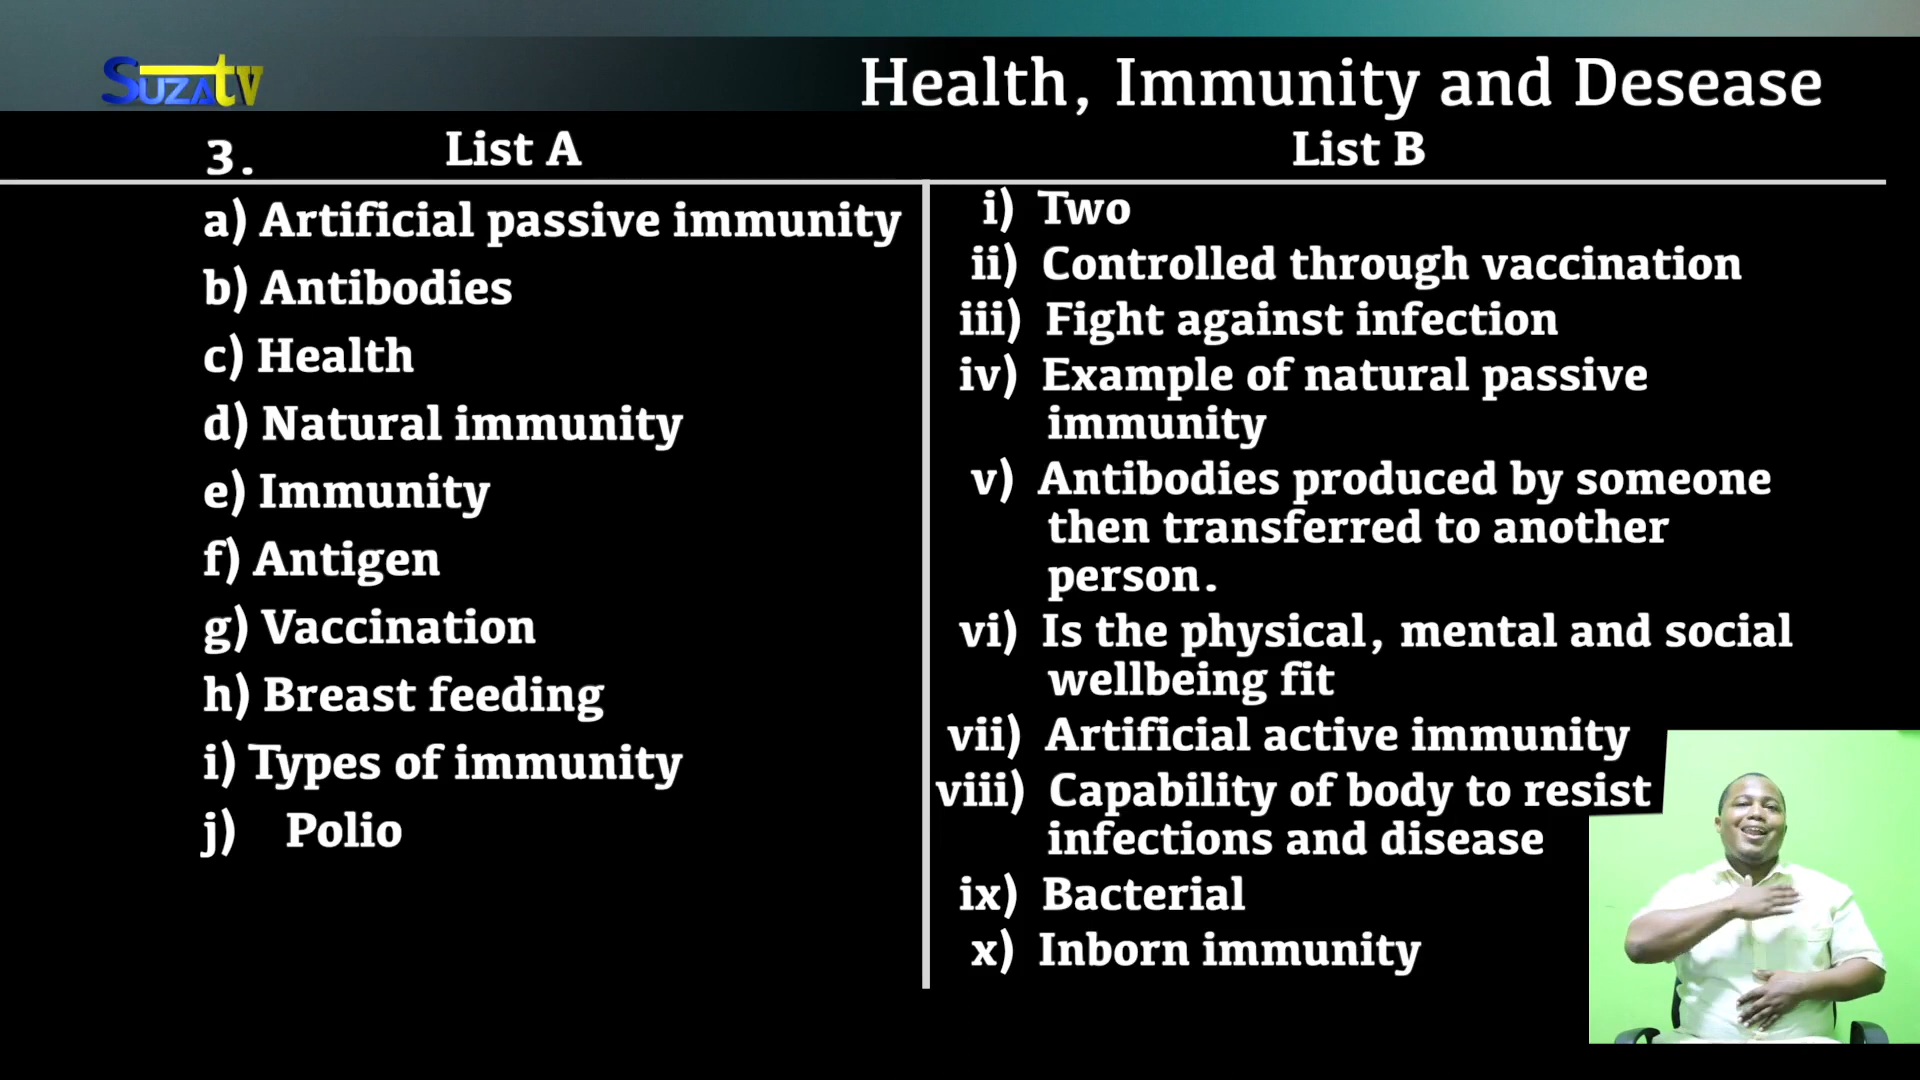 SUZAtv
Health, Immunity and Desease
3.
List A
List B
a) Artificial passive immunity
b) Antibodies
c) Health
d) Natural immunity
e) Immunity
f) Antigen
g) Vaccination
h) Breast feeding
i) Types of immunity
j) Polio
i) Two
ii) Controlled through vaccination
iii) Fight against infection
iv) Example of natural passive
immunity
v) Antibodies produced by someone
then transferred to another
person.
vi) Is the physical, mental and social
wellbeing fit
vii) Artificial active immunity
viii) Capability of body to resist
infections and disease
ix) Bacterial
x) Inborn immunity